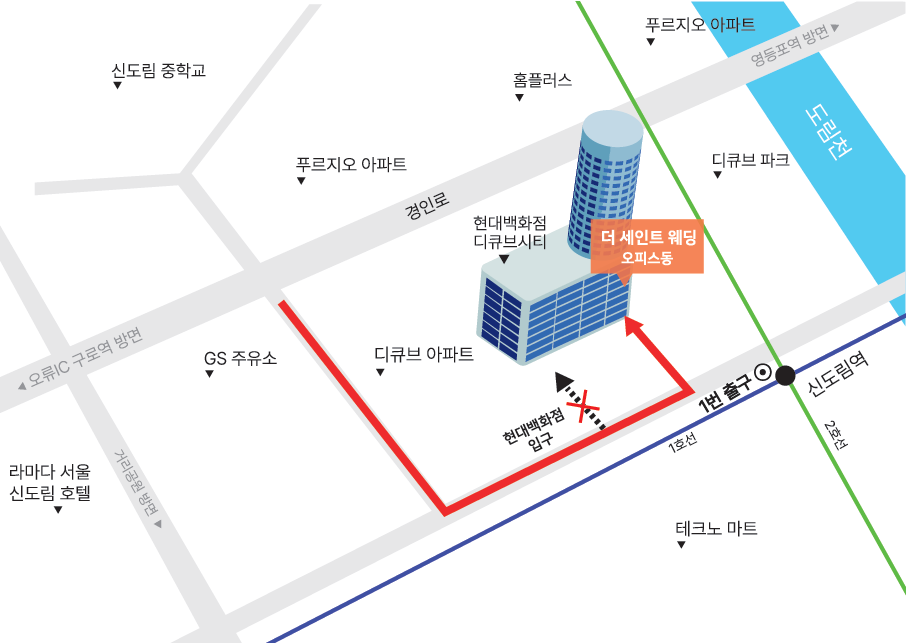 푸르지오 아파트
영등포역 방면
신도림 중학교
홈플러스
도림천
푸르지오 아파트
디큐브 파크
경인로
현대백화점
디큐브시티
더 세인트 웨딩
오피스동
오류IC 구로역 방면
GS 주유소
디큐브 아파트
1번 출구
신도림역
현대백화점
입구
1호선
2호선
거리공원 방면
라마다 서울
신도림 호텔
테크노 마트